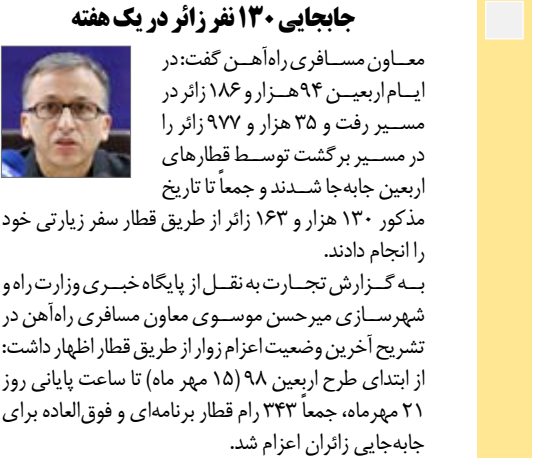 جابجایی ۱۳۰ نفر زائر در یک هفته
معاون مسافری راه‌آهن گفت: در
ایام اربعین ۹۴ هزار و ۱۸۶ زائر در
مسیر رفت و ۳۵ هزار و ۹۷۷ زائر را
در مسیر برگشت توسط قطارهای
اربعین جابه‌جا شدند و جمعاً تا تاریخ
مذکور ۱۳۰ هزار و ۱۶۳ زائر از طریق قطار سفر زیارتی خود
را انجام دادند.
به گزارش تجارت به نقل از پایگاه خبری وزارت راه و
شهرسازی میرحسن موسوی معاون مسافری راه‌آهن در
تشریح آخرین وضعیت اعزام زوار از طریق قطار اظهار داشت:
از ابتدای طرح اربعین ۹۸ (۱۵ مهر ماه) تا ساعت پایانی روز
۲۱ مهرماه، جمعاً ۳۴۳ رام قطار برنامه‌ای و فوق‌العاده برای
جابه‌جایی زائران اعزام شد.